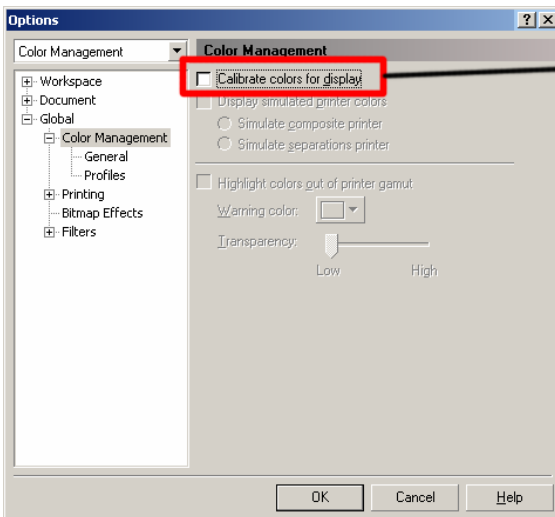 Options
Color Management
Color Management
Workspace
Document
Global
Color Management
General
Profiles
Printing
Bitmap Effects
Filters
Calibrate colors for display
Display simulated printer colors
Simulate composite printer
Simulate separations printer
Highlight colors out of printer gamut
Warning color:
Transparency:
Low High
OK Cancel Help